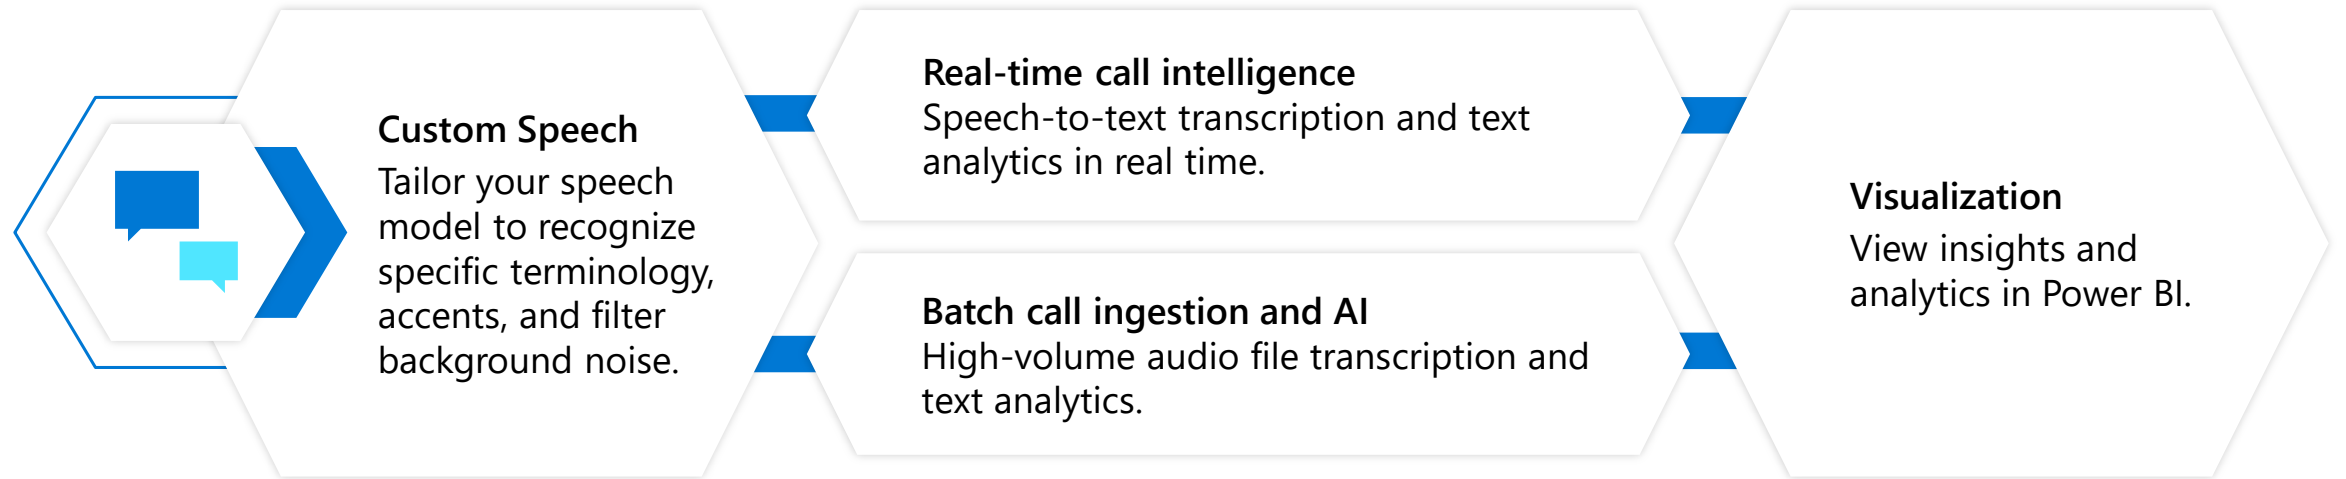 Custom Speech
Tailor your speech
model to recognize
specific terminology,
accents, and filter
background noise.
Real-time call intelligence
Speech-to-text transcription and text
analytics in real time.
Batch call ingestion and AI
High-volume audio file transcription and
text analytics.
Visualization
View insights and
analytics in Power BI.